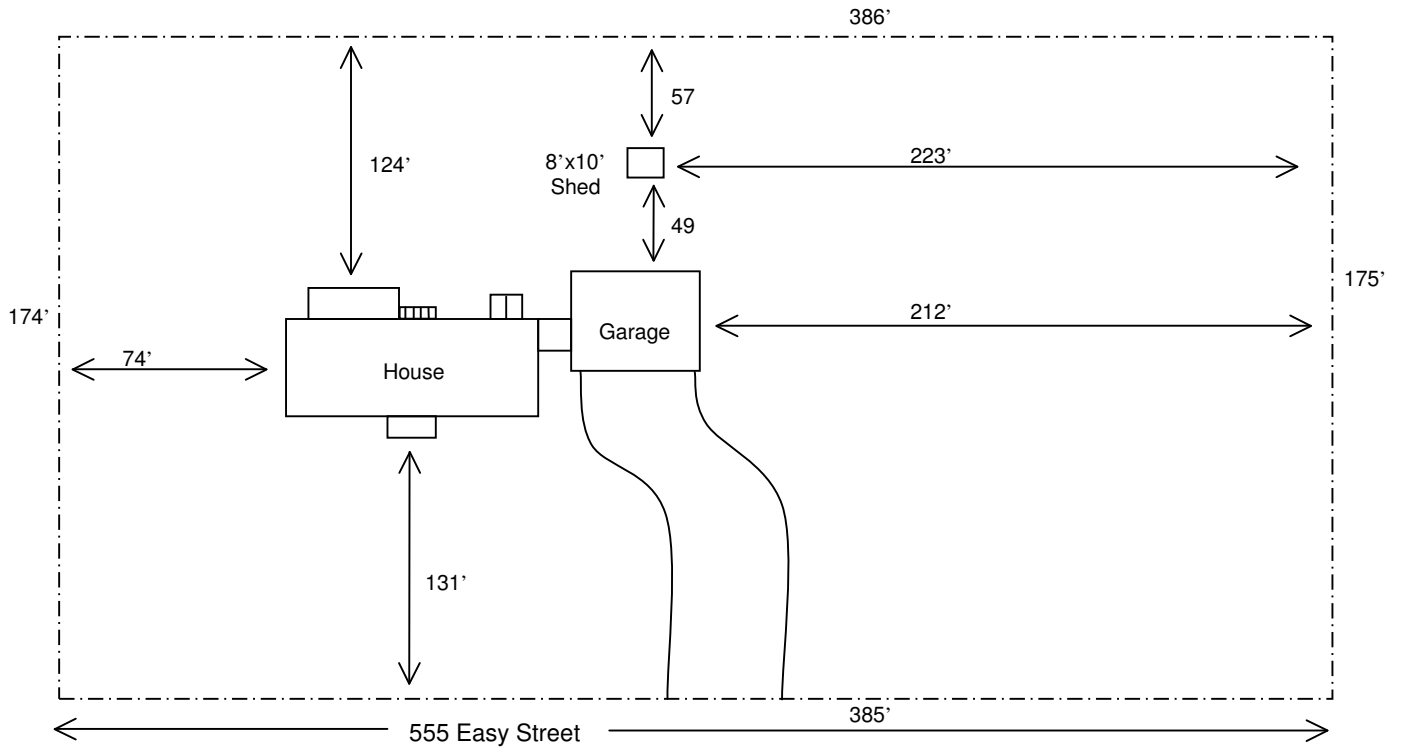 386’
57
124’
8’x10’
Shed
223’
49
174’
175’
Garage
212’
74’
House
131’
385’
555 Easy Street